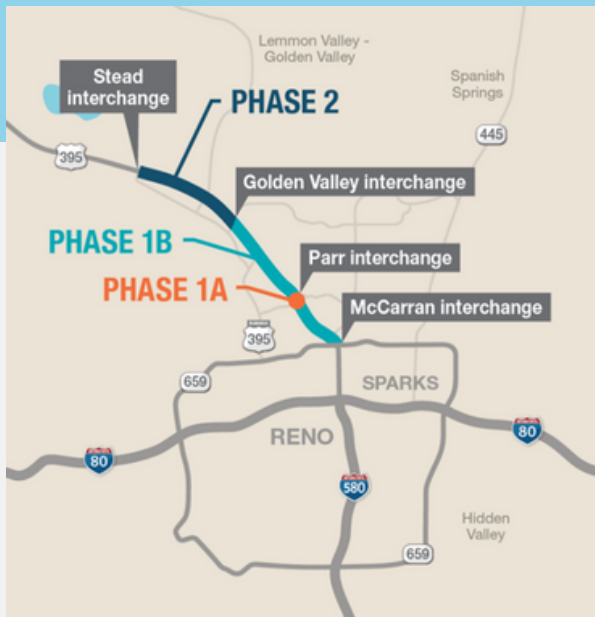 Lemmon Valley -
Golden Valley
Stead
interchange
Spanish
Springs
PHASE 2
445
395
Golden Valley interchange
PHASE 1B
Parr interchange
PHASE 1A
McCarran interchange
395
659
SPARKS
RENO
80
80
580
Hidden
Valley
659